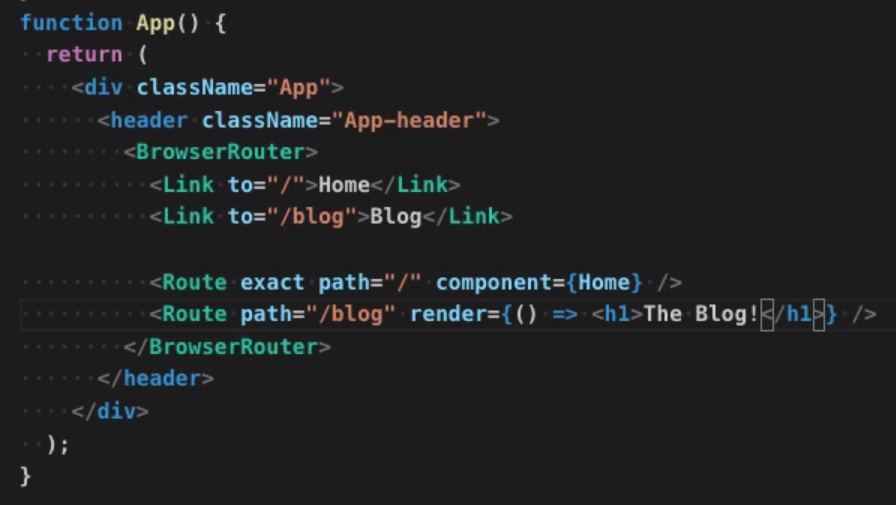 function App() {
  return (
    <div className="App">
      <header className="App-header">
        <BrowserRouter>
          <Link to="/">Home</Link>
          <Link to="/blog">Blog</Link>

          <Route exact path="/" component={Home} />
          <Route path="/blog" render={() => <h1>The Blog!</h1>} />
        </BrowserRouter>
      </header>
    </div>
  );
}